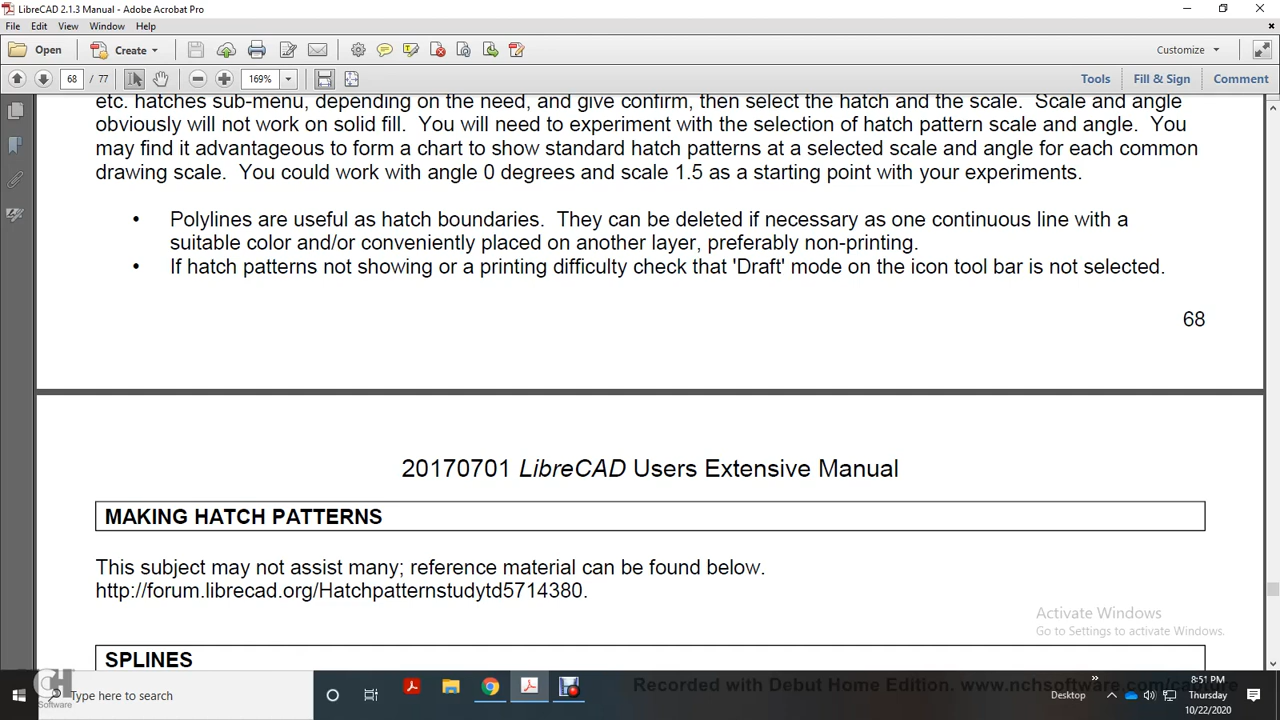 LibreCAD 2.1.3 Manual - Adobe Acrobat Pro
File Edit View Window Help
Open Create Customize
68 / 77 169% Tools Fill & Sign Comment
etc. hatches sub-menu, depending on the need, and give confirm, then select the hatch and the scale. Scale and angle
obviously will not work on solid fill. You will need to experiment with the selection of hatch pattern scale and angle. You
may find it advantageous to form a chart to show standard hatch patterns at a selected scale and angle for each common
drawing scale. You could work with angle 0 degrees and scale 1.5 as a starting point with your experiments.
• Polylines are useful as hatch boundaries. They can be deleted if necessary as one continuous line with a
suitable color and/or conveniently placed on another layer, preferably non-printing.
• If hatch patterns not showing or a printing difficulty check that 'Draft' mode on the icon tool bar is not selected.
68
20170701 LibreCAD Users Extensive Manual
MAKING HATCH PATTERNS
This subject may not assist many; reference material can be found below.
http://forum.librecad.org/Hatchpatternstudytd5714380.
Activate Windows
Go to Settings to activate Windows.
SPLINES
Type here to search
Software
Recorded with Debut Home Edition. www.nchsoftware.com/capture
Desktop
8:51 PM
Thursday
10/22/2020